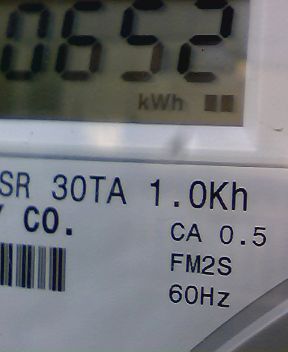 0652
kWh
SR 30TA 1.0Kh
Y CO.
CA 0.5
FM2S
60Hz